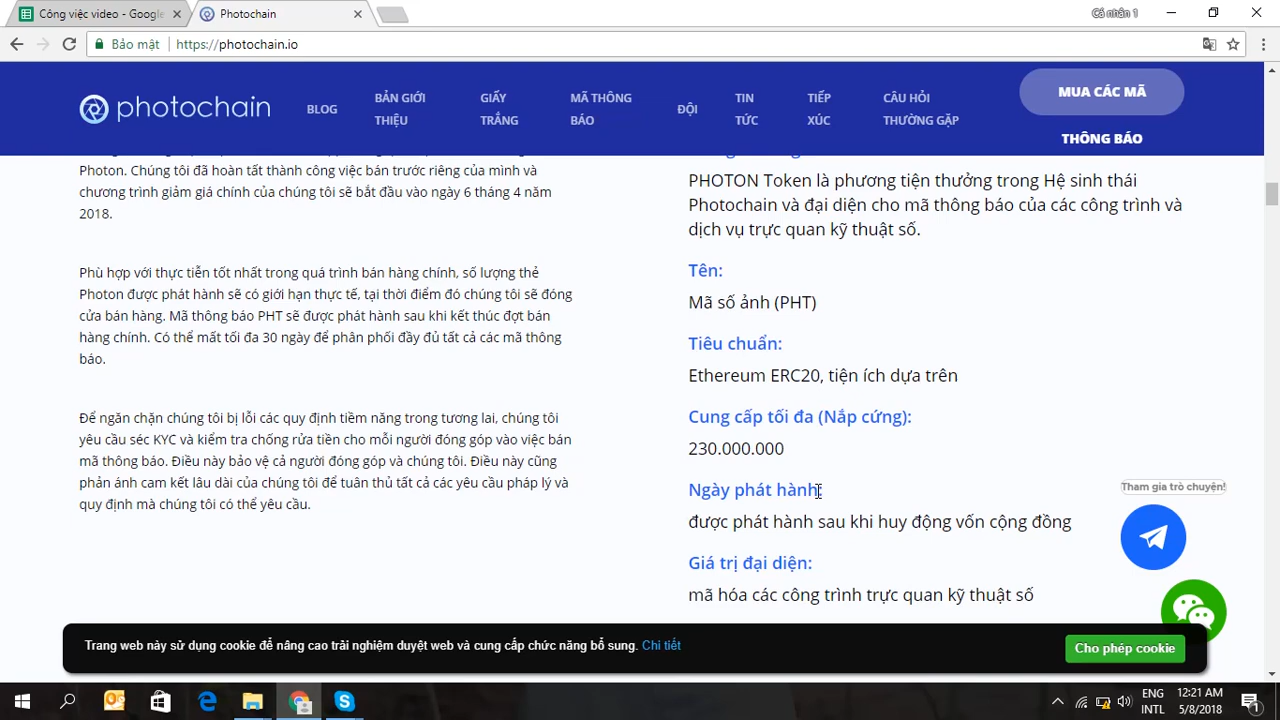 Công việc video - Google
Photochain
Cá nhân 1
Bảo mật
https://photochain.io
photochain
BLOG
BẢN GIỚI
THIỆU
GIẤY
TRẮNG
MÃ THÔNG
BÁO
ĐỘI
TIN
TỨC
TIẾP
XÚC
CÂU HỎI
THƯỜNG GẶP
MUA CÁC MÃ
THÔNG BÁO
Photon. Chúng tôi đã hoàn tất thành công việc bán trước riêng của mình và
chương trình giảm giá chính của chúng tôi sẽ bắt đầu vào ngày 6 tháng 4 năm
2018.
Phù hợp với thực tiễn tốt nhất trong quá trình bán hàng chính, số lượng thẻ
Photon được phát hành sẽ có giới hạn thực tế, tại thời điểm đó chúng tôi sẽ đóng
cửa bán hàng. Mã thông báo PHT sẽ được phát hành sau khi kết thúc đợt bán
hàng chính. Có thể mất tối đa 30 ngày để phân phối đầy đủ tất cả các mã thông
báo.
Để ngăn chặn chúng tôi bị lỗi các quy định tiềm năng trong tương lai, chúng tôi
yêu cầu séc KYC và kiểm tra chống rửa tiền cho mỗi người đóng góp vào việc bán
mã thông báo. Điều này bảo vệ cả người đóng góp và chúng tôi. Điều này cũng
phản ánh cam kết lâu dài của chúng tôi để tuân thủ tất cả các yêu cầu pháp lý và
quy định mà chúng tôi có thể yêu cầu.
PHOTON Token là phương tiện thưởng trong Hệ sinh thái
Photochain và đại diện cho mã thông báo của các công trình và
dịch vụ trực quan kỹ thuật số.
Tên:
Mã số ảnh (PHT)
Tiêu chuẩn:
Ethereum ERC20, tiện ích dựa trên
Cung cấp tối đa (Nắp cứng):
230.000.000
Ngày phát hành:
được phát hành sau khi huy động vốn cộng đồng
Giá trị đại diện:
mã hóa các công trình trực quan kỹ thuật số
Tham gia trò chuyện!
Trang web này sử dụng cookie để nâng cao trải nghiệm duyệt web và cung cấp chức năng bổ sung. Chi tiết
Cho phép cookie
ENG
INTL
12:21 AM
5/8/2018